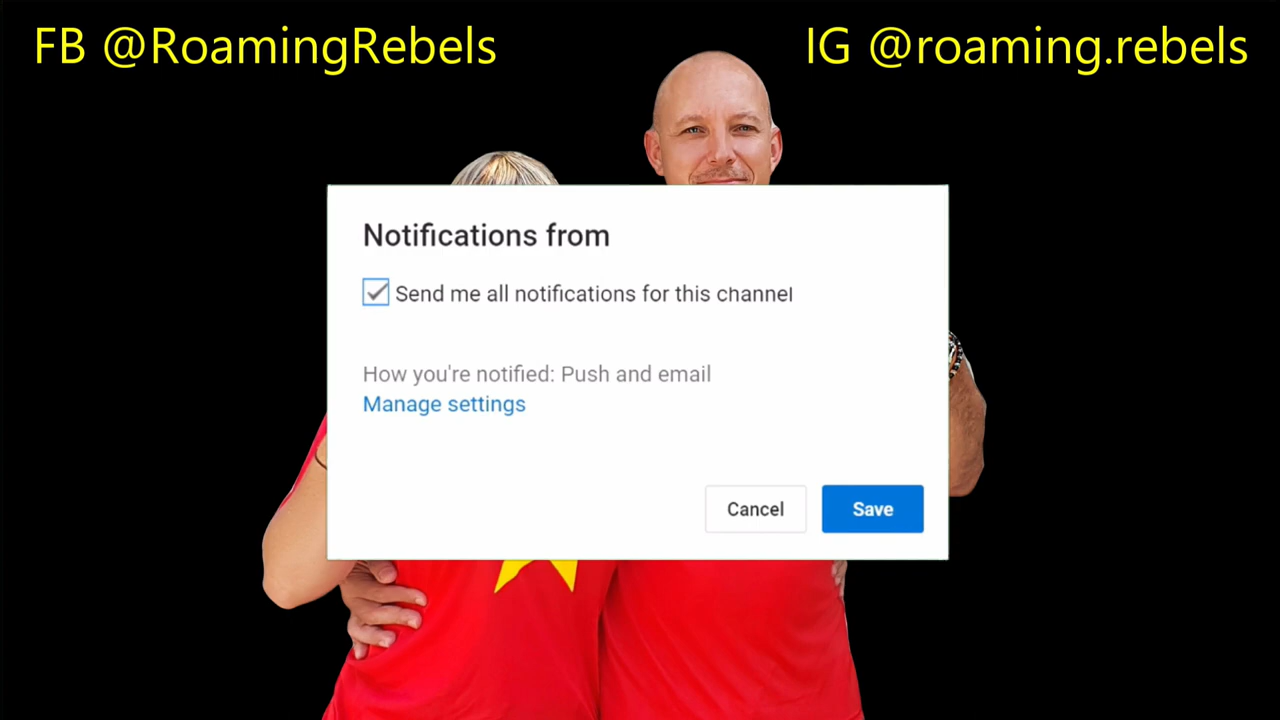 FB @RoamingRebels
IG @roaming.rebels
Notifications from
Send me all notifications for this channel
How you're notified: Push and email
Manage settings
Cancel
Save